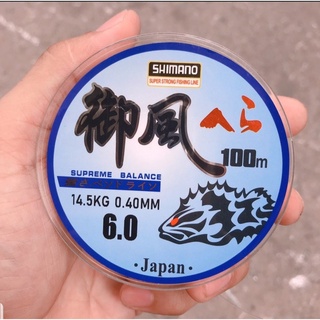 SHIMANO
SUPER STRONG FISHING LINE
御風 へら
100m
SUPREME BALANCE
14.5KG 0.40MM
6.0
·Japan·